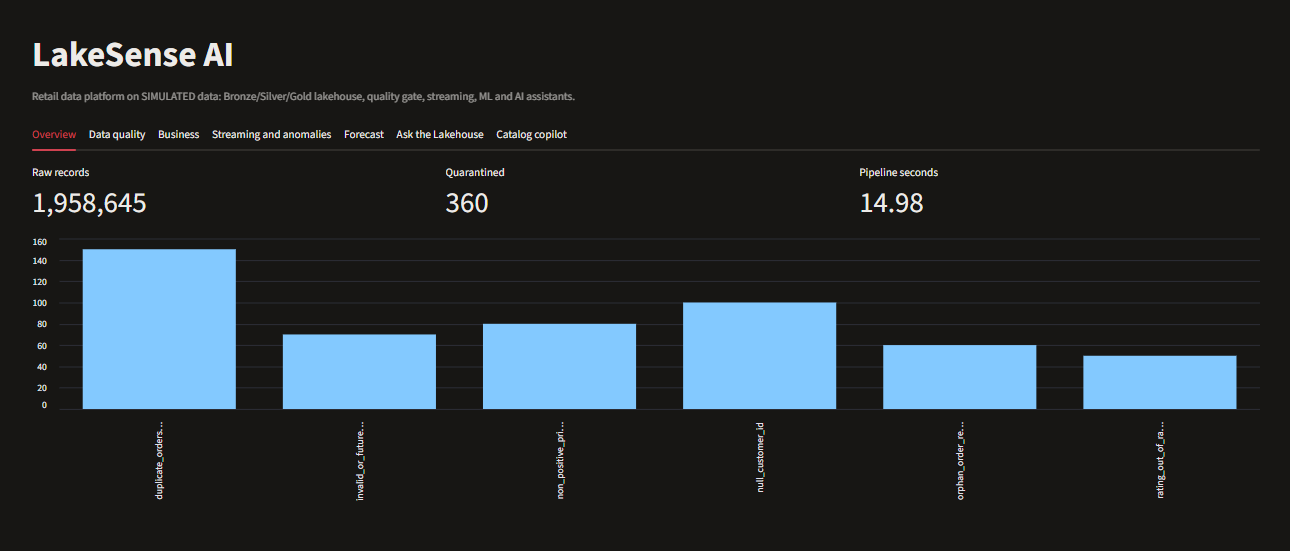 LakeSense AI
Retail data platform on SIMULATED data: Bronze/Silver/Gold lakehouse, quality gate, streaming, ML and AI assistants.
Overview Data quality Business Streaming and anomalies Forecast Ask the Lakehouse Catalog copilot
Raw records Quarantined Pipeline seconds
1,958,645 360 14.98
160
140
120
100
80
60
40
20
0
duplicate_orders…
invalid_or_future…
non_positive_pri…
null_customer_id
orphan_order_re…
rating_out_of_ra…